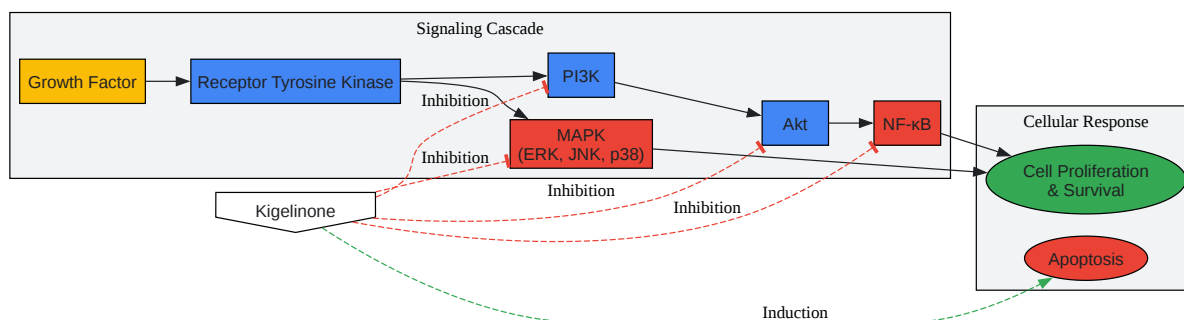 Signaling Cascade
Growth Factor
Receptor Tyrosine Kinase
PI3K
Inhibition
MAPK
(ERK, JNK, p38)
Inhibition
Akt
NF-κB
Cellular Response
Cell Proliferation
& Survival
Inhibition
Inhibition
Kigelinone
Apoptosis
Induction